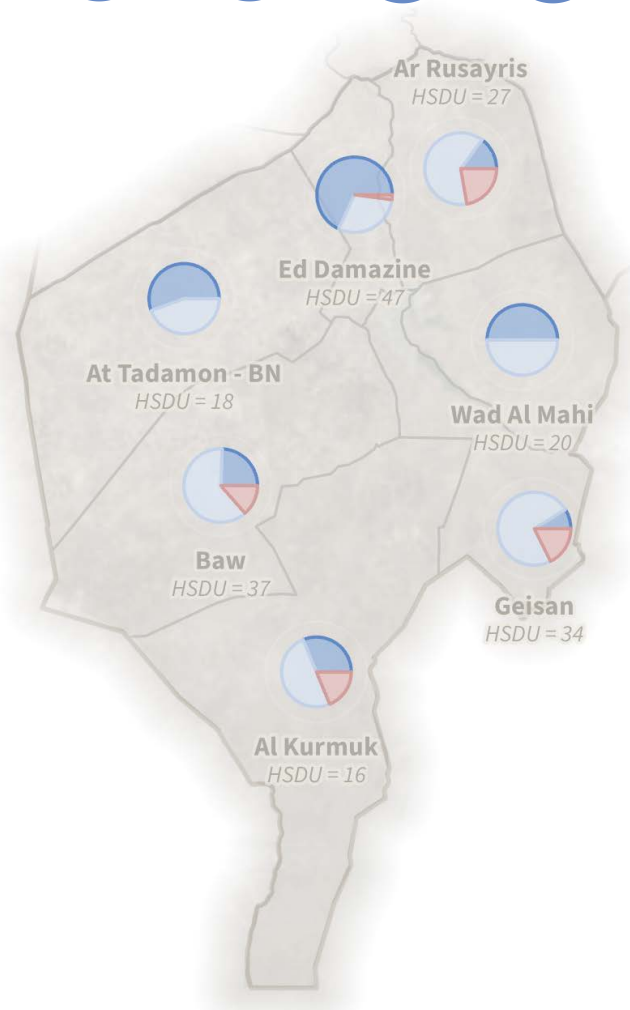 Ar Rusayris
HSDU = 27
Ed Damazine
HSDU = 47
At Tadamon - BN
HSDU = 18
Wad Al Mahi
HSDU = 20
Baw
HSDU = 37
Geisan
HSDU = 34
Al Kurmuk
HSDU = 16